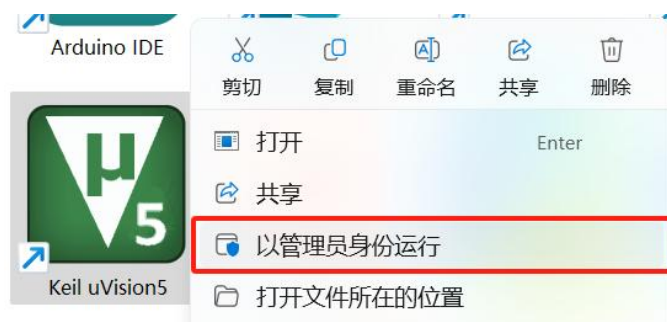 Arduino IDE
剪切 复制 重命名 共享 删除
打开 Enter
共享
µ
5
以管理员身份运行
Keil uVision5
打开文件所在的位置